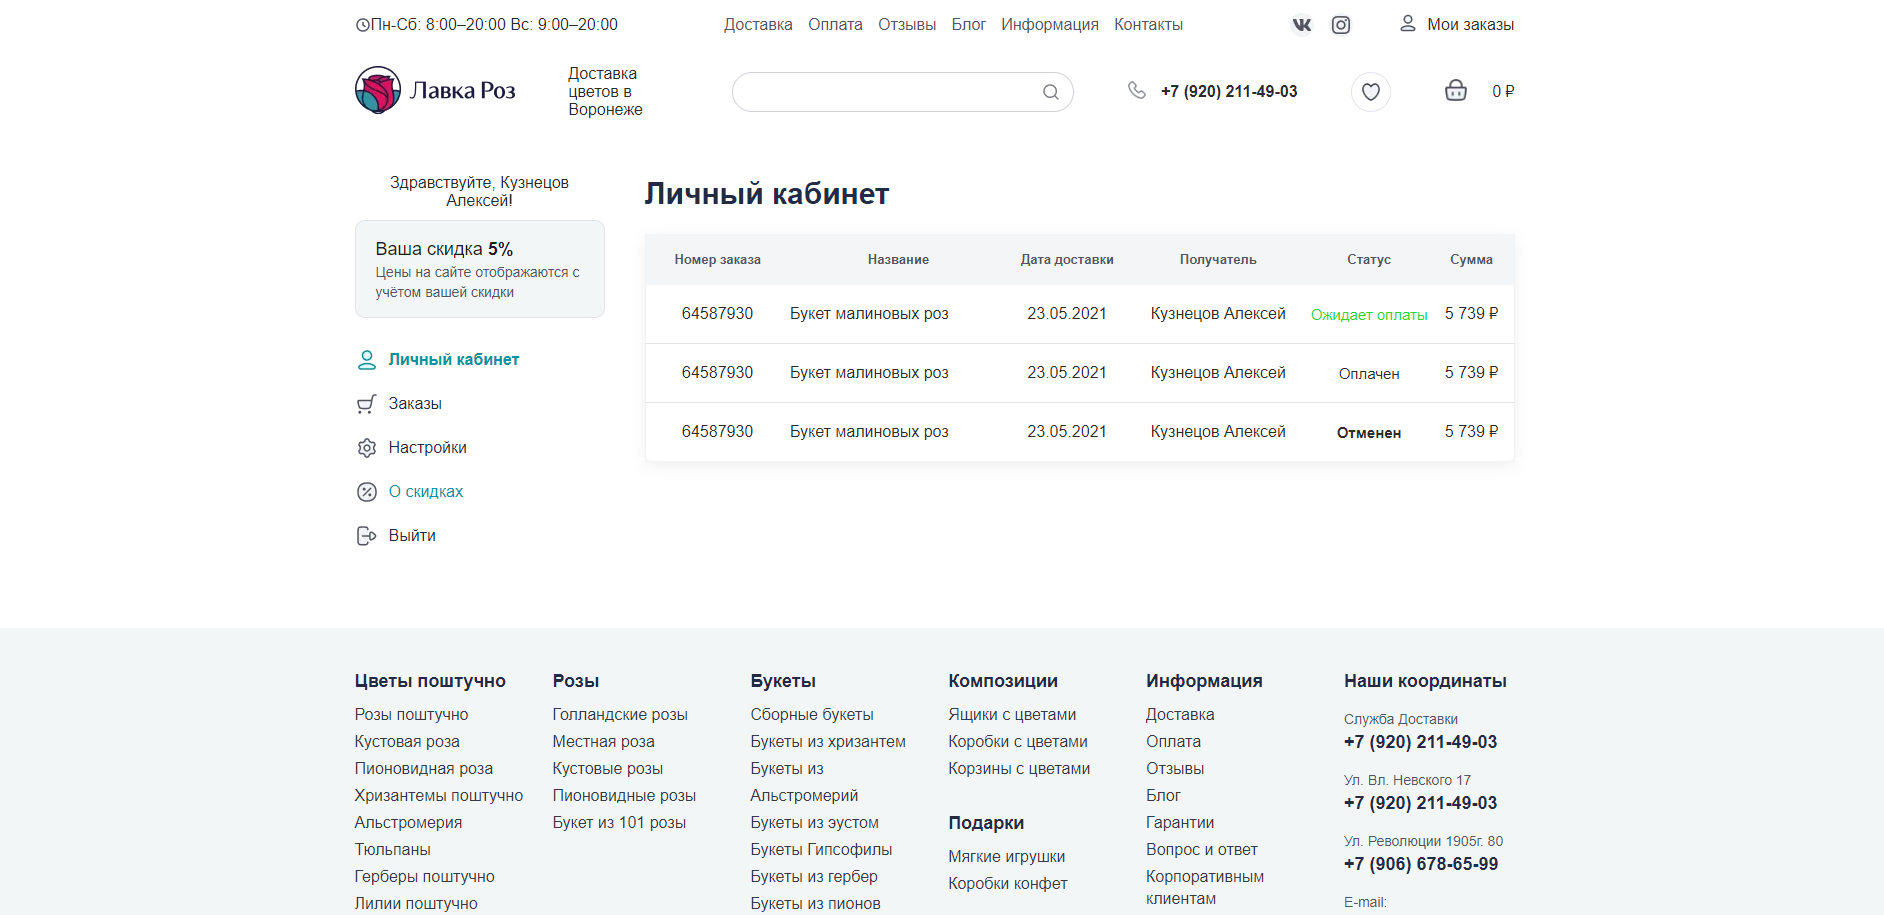 Пн-Сб: 8:00–20:00 Вс: 9:00–20:00
Доставка Оплата Отзывы Блог Информация Контакты
Мои заказы
Лавка Роз
Доставка
цветов в
Воронеже
+7 (920) 211-49-03
0 ₽
Здравствуйте, Кузнецов
Алексей!
Ваша скидка 5%
Цены на сайте отображаются с
учётом вашей скидки
Личный кабинет
Заказы
Настройки
О скидках
Выйти
Личный кабинет
Номер заказа Название Дата доставки Получатель Статус Сумма
64587930 Букет малиновых роз 23.05.2021 Кузнецов Алексей Ожидает оплаты 5 739 ₽
64587930 Букет малиновых роз 23.05.2021 Кузнецов Алексей Оплачен 5 739 ₽
64587930 Букет малиновых роз 23.05.2021 Кузнецов Алексей Отменен 5 739 ₽
Цветы поштучно
Розы поштучно
Кустовая роза
Пионовидная роза
Хризантемы поштучно
Альстромерия
Тюльпаны
Герберы поштучно
Лилии поштучно
Розы
Голландские розы
Местная роза
Кустовые розы
Пионовидные розы
Букет из 101 розы
Букеты
Сборные букеты
Букеты из хризантем
Букеты из
Альстромерий
Букеты из эустом
Букеты Гипсофилы
Букеты из гербер
Букеты из пионов
Композиции
Ящики с цветами
Коробки с цветами
Корзины с цветами
Подарки
Мягкие игрушки
Коробки конфет
Информация
Доставка
Оплата
Отзывы
Блог
Гарантии
Вопрос и ответ
Корпоративным
клиентам
Наши координаты
Служба Доставки
+7 (920) 211-49-03
Ул. Вл. Невского 17
+7 (920) 211-49-03
Ул. Революции 1905г. 80
+7 (906) 678-65-99
E-mail: